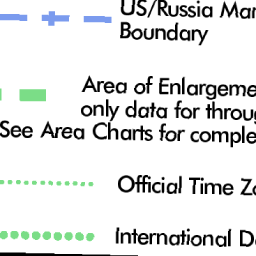 US/Russia Mar
Boundary
Area of Enlargeme
only data for throug
See Area Charts for comple
Official Time Zo
International D